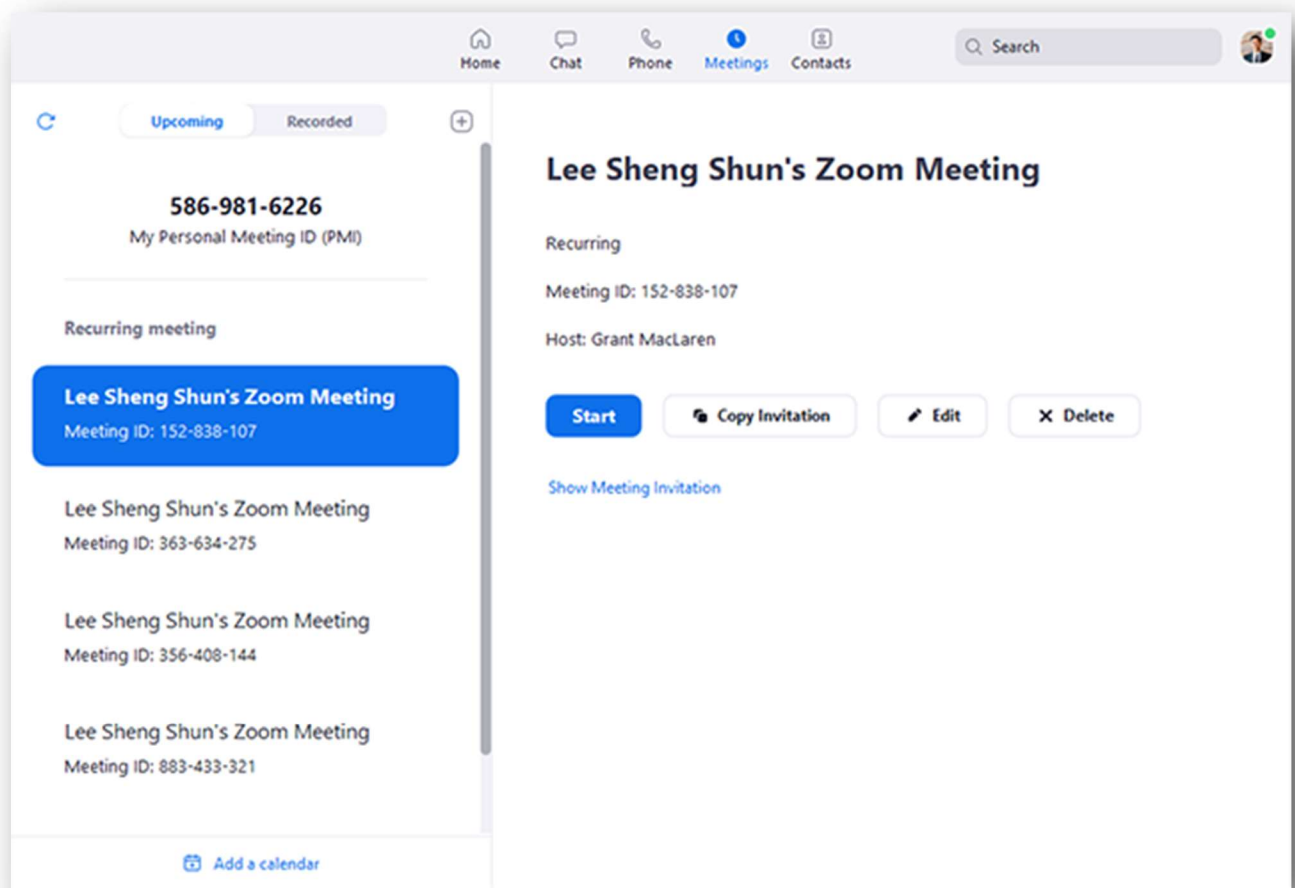 Home Chat Phone Meetings Contacts Search
Upcoming Recorded
586-981-6226
My Personal Meeting ID (PMI)
Recurring meeting
Lee Sheng Shun's Zoom Meeting
Meeting ID: 152-838-107
Lee Sheng Shun's Zoom Meeting
Meeting ID: 363-634-275
Lee Sheng Shun's Zoom Meeting
Meeting ID: 356-408-144
Lee Sheng Shun's Zoom Meeting
Meeting ID: 883-433-321
Add a calendar
Lee Sheng Shun's Zoom Meeting
Recurring
Meeting ID: 152-838-107
Host: Grant MacLaren
Start Copy Invitation Edit Delete
Show Meeting Invitation